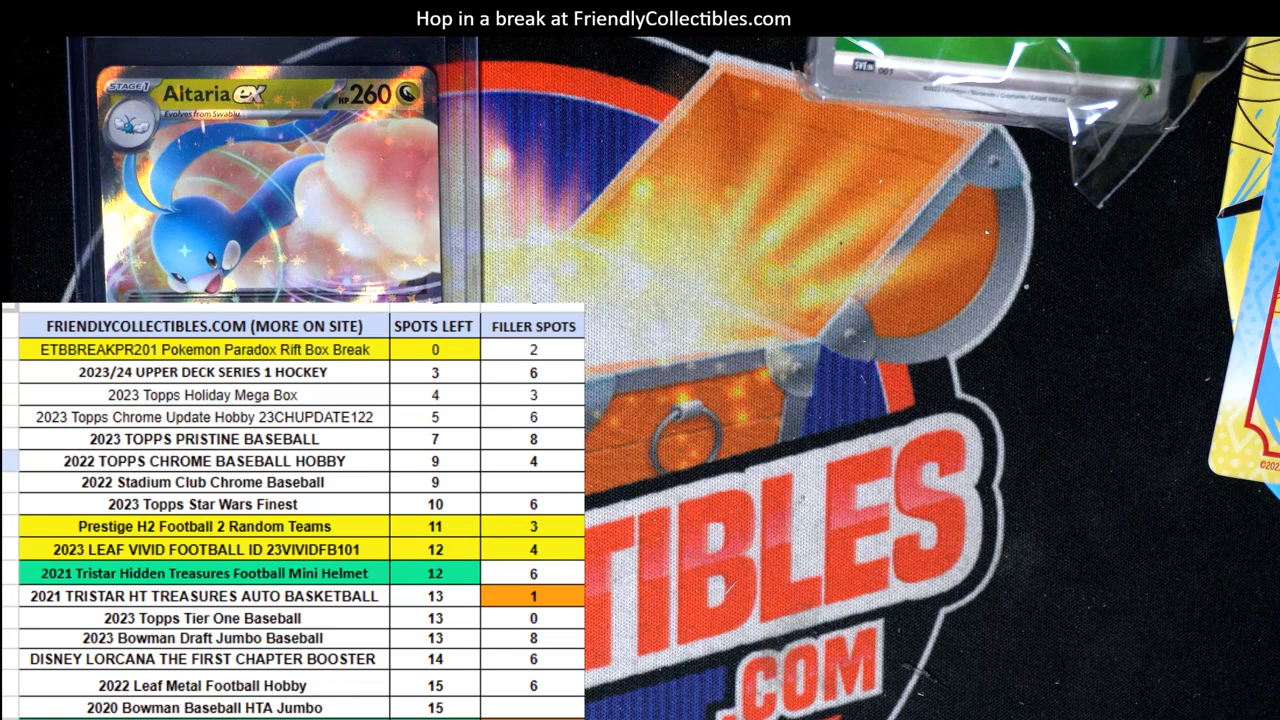 Hop in a break at FriendlyCollectibles.com
STAGE1 Altaria ex HP 260
Evolves from Swablu
SVE EN 001
FRIENDLYCOLLECTIBLES.COM (MORE ON SITE) SPOTS LEFT FILLER SPOTS
ETBBREAKPR201 Pokemon Paradox Rift Box Break 0 2
2023/24 UPPER DECK SERIES 1 HOCKEY 3 6
2023 Topps Holiday Mega Box 4 3
2023 Topps Chrome Update Hobby 23CHUPDATE122 5 6
2023 TOPPS PRISTINE BASEBALL 7 8
2022 TOPPS CHROME BASEBALL HOBBY 9 4
2022 Stadium Club Chrome Baseball 9
2023 Topps Star Wars Finest 10 6
Prestige H2 Football 2 Random Teams 11 3
2023 LEAF VIVID FOOTBALL ID 23VIVIDFB101 12 4
2021 Tristar Hidden Treasures Football Mini Helmet 12 6
2021 TRISTAR HT TREASURES AUTO BASKETBALL 13 1
2023 Topps Tier One Baseball 13 0
2023 Bowman Draft Jumbo Baseball 13 8
DISNEY LORCANA THE FIRST CHAPTER BOOSTER 14 6
2022 Leaf Metal Football Hobby 15 6
2020 Bowman Baseball HTA Jumbo 15
TIBLES
.COM